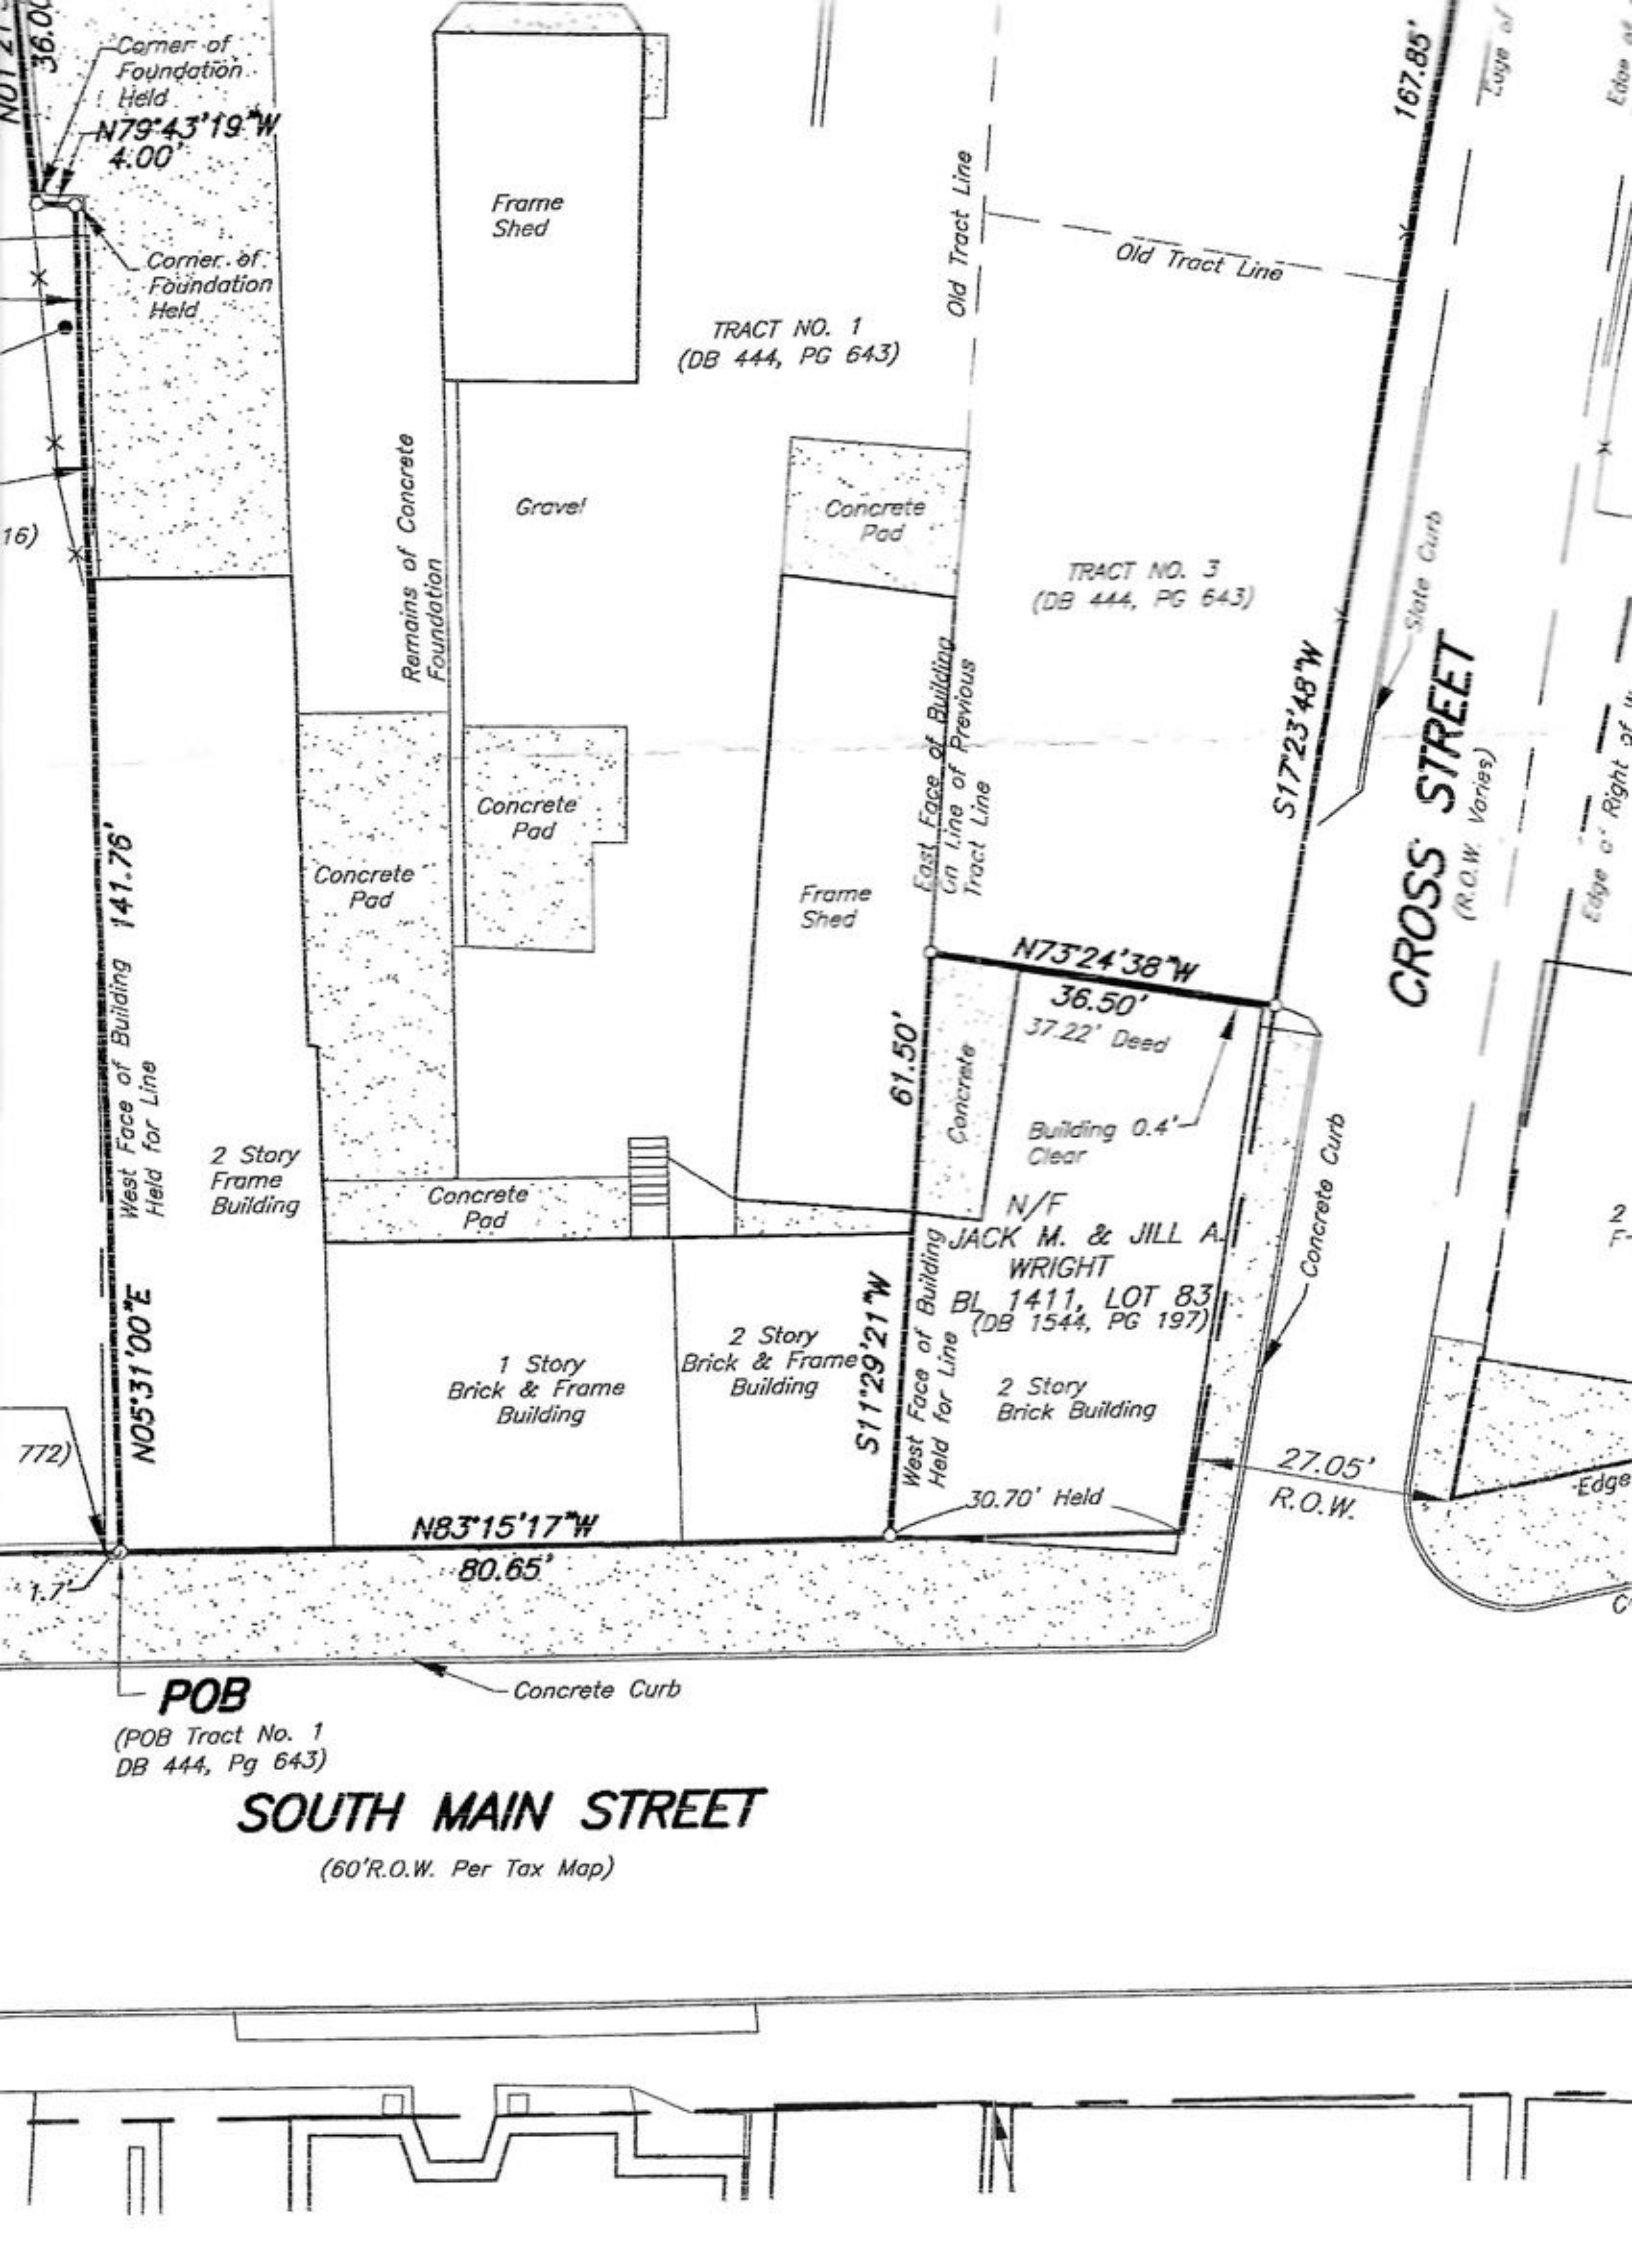 36.00
Corner of
Foundation
Held
N79°43'19"W
4.00'
Corner of
Foundation
Held
16)
Frame
Shed
Old Tract Line
Old Tract Line
167.85'
Edge of
TRACT NO. 1
(DB 444, PG 643)
Remains of Concrete
Foundation
Gravel
Concrete
Pad
TRACT NO. 3
(DB 444, PG 643)
Slate Curb
S17°23'48"W
CROSS STREET
(R.O.W. Varies)
Edge of Right of
East Face of Building
On Line of Previous
Tract Line
Concrete
Pad
Concrete
Pad
Frame
Shed
141.76'
West Face of Building
Held for Line
N05°31'00"E
N73°24'38"W
36.50'
37.22' Deed
61.50'
Concrete
Building 0.4'
Clear
Concrete Curb
2 Story
Frame
Building
Concrete
Pad
N/F
JACK M. & JILL A.
WRIGHT
BL 1411, LOT 83
(DB 1544, PG 197)
S11°29'21"W
West Face of Building
Held for Line
1 Story
Brick & Frame
Building
2 Story
Brick & Frame
Building
2 Story
Brick Building
2
772)
27.05'
R.O.W.
Edge
30.70' Held
N83°15'17"W
80.65'
1.7'
POB
(POB Tract No. 1
DB 444, Pg 643)
Concrete Curb
SOUTH MAIN STREET
(60'R.O.W. Per Tax Map)